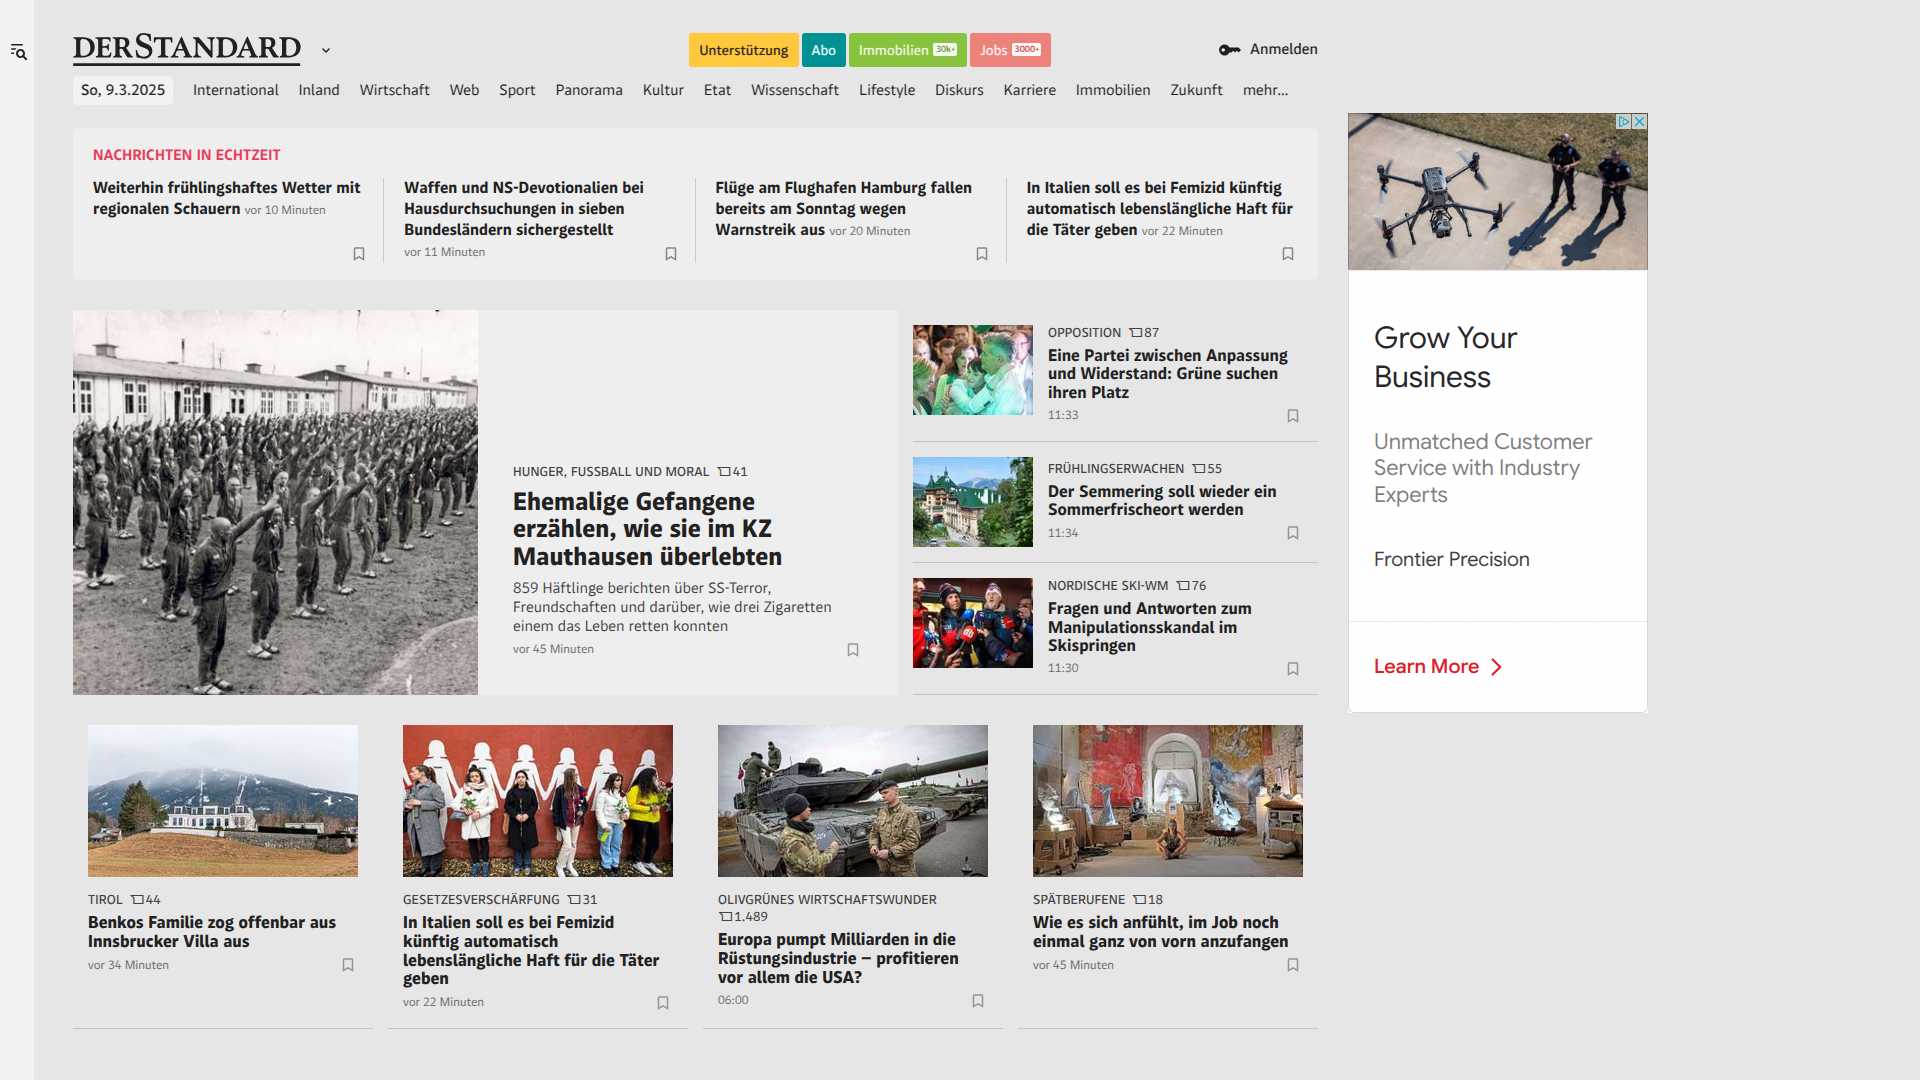 DERSTANDARD
Unterstützung
Abo
Immobilien 30k+
Jobs 3000+
Anmelden
So, 9.3.2025
International
Inland
Wirtschaft
Web
Sport
Panorama
Kultur
Etat
Wissenschaft
Lifestyle
Diskurs
Karriere
Immobilien
Zukunft
mehr...
NACHRICHTEN IN ECHTZEIT
Weiterhin frühlingshaftes Wetter mit
regionalen Schauern vor 10 Minuten
Waffen und NS-Devotionalien bei
Hausdurchsuchungen in sieben
Bundesländern sichergestellt
vor 11 Minuten
Flüge am Flughafen Hamburg fallen
bereits am Sonntag wegen
Warnstreik aus vor 20 Minuten
In Italien soll es bei Femizid künftig
automatisch lebenslängliche Haft für
die Täter geben vor 22 Minuten
HUNGER, FUSSBALL UND MORAL 41
Ehemalige Gefangene
erzählen, wie sie im KZ
Mauthausen überlebten
859 Häftlinge berichten über SS-Terror,
Freundschaften und darüber, wie drei Zigaretten
einem das Leben retten konnten
vor 45 Minuten
OPPOSITION 87
Eine Partei zwischen Anpassung
und Widerstand: Grüne suchen
ihren Platz
11:33
FRÜHLINGSERWACHEN 55
Der Semmering soll wieder ein
Sommerfrischeort werden
11:34
NORDISCHE SKI-WM 76
Fragen und Antworten zum
Manipulationsskandal im
Skispringen
11:30
Grow Your
Business
Unmatched Customer
Service with Industry
Experts
Frontier Precision
Learn More
TIROL 44
Benkos Familie zog offenbar aus
Innsbrucker Villa aus
vor 34 Minuten
GESETZESVERSCHÄRFUNG 31
In Italien soll es bei Femizid
künftig automatisch
lebenslängliche Haft für die Täter
geben
vor 22 Minuten
OLIVGRÜNES WIRTSCHAFTSWUNDER
1.489
Europa pumpt Milliarden in die
Rüstungsindustrie – profitieren
vor allem die USA?
06:00
SPÄTBERUFENE 18
Wie es sich anfühlt, im Job noch
einmal ganz von vorn anzufangen
vor 45 Minuten